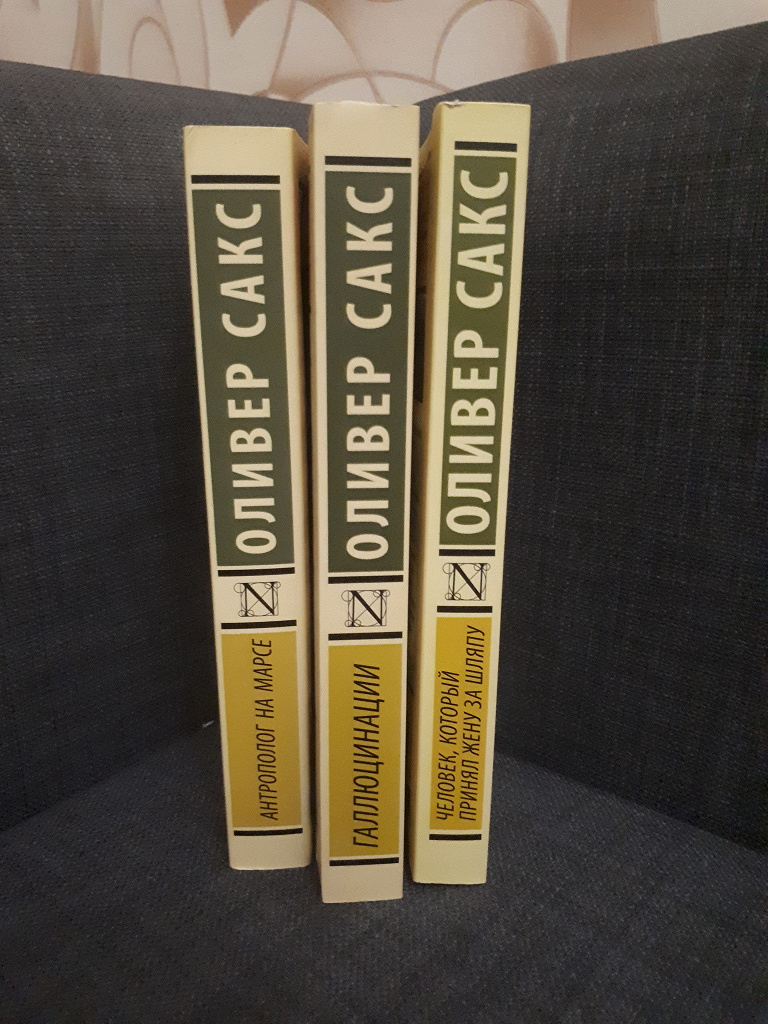 ОЛИВЕР САКС
N
АНТРОПОЛОГ НА МАРСЕ
ОЛИВЕР САКС
N
ГАЛЛЮЦИНАЦИИ
ОЛИВЕР САКС
N
ЧЕЛОВЕК, КОТОРЫЙ
ПРИНЯЛ ЖЕНУ ЗА ШЛЯПУ